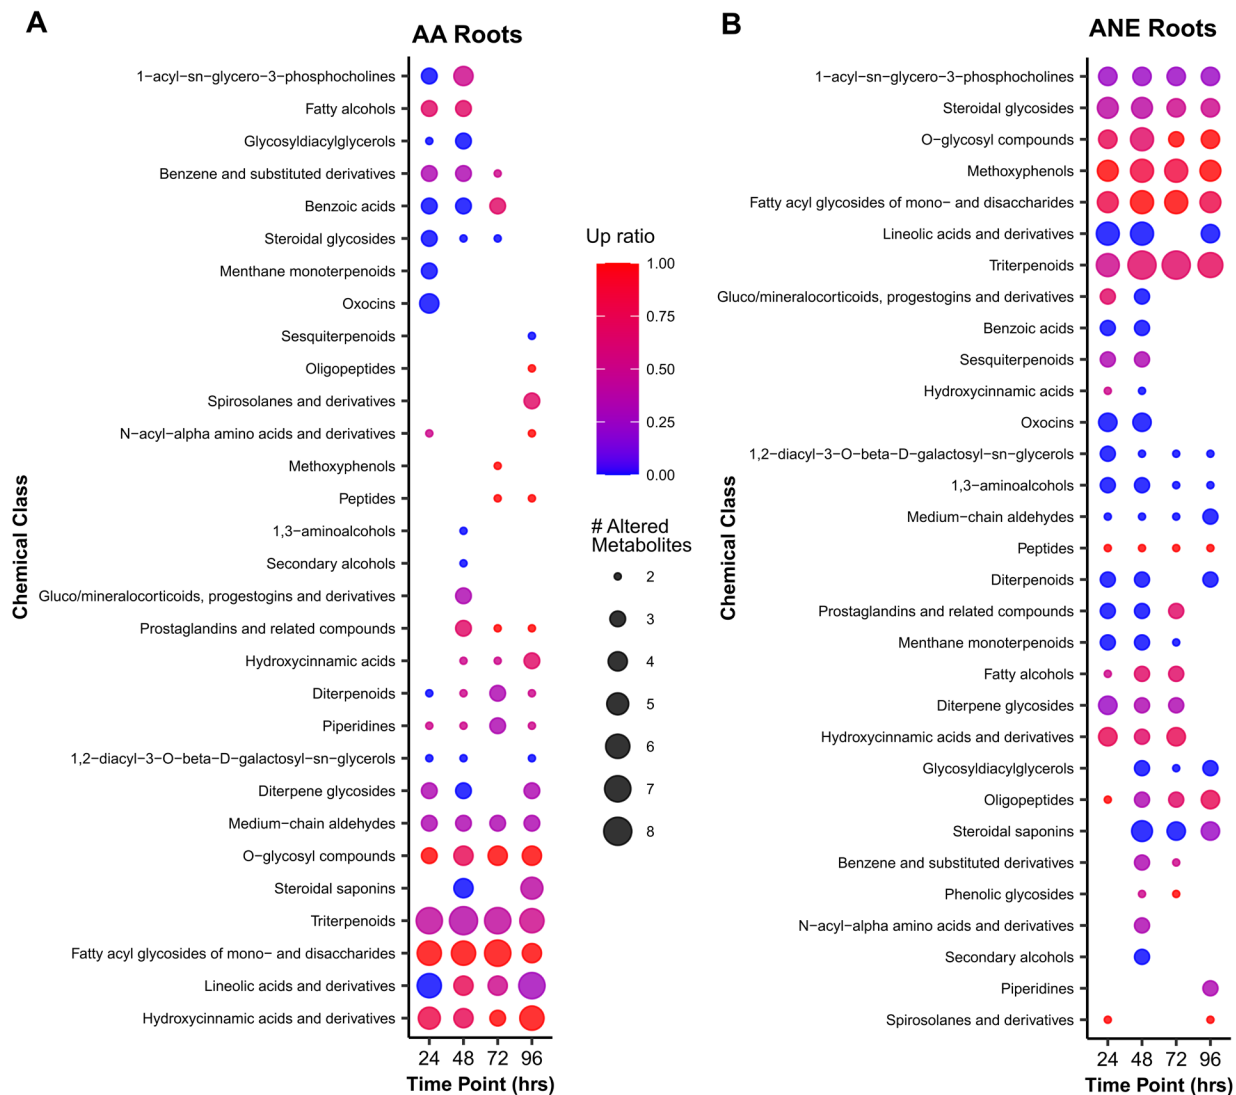 A
AA Roots
1−acyl−sn−glycero−3−phosphocholines
Fatty alcohols
Glycosyldiacylglycerols
Benzene and substituted derivatives
Benzoic acids
Steroidal glycosides
Menthane monoterpenoids
Oxocins
Sesquiterpenoids
Oligopeptides
Spirosolanes and derivatives
N−acyl−alpha amino acids and derivatives
Methoxyphenols
Peptides
1,3−aminoalcohols
Secondary alcohols
Gluco/mineralocorticoids, progestogins and derivatives
Prostaglandins and related compounds
Hydroxycinnamic acids
Diterpenoids
Piperidines
1,2−diacyl−3−O−beta−D−galactosyl−sn−glycerols
Diterpene glycosides
Medium−chain aldehydes
O−glycosyl compounds
Steroidal saponins
Triterpenoids
Fatty acyl glycosides of mono− and disaccharides
Lineolic acids and derivatives
Hydroxycinnamic acids and derivatives
Chemical Class
24 48 72 96
Time Point (hrs)
Up ratio
1.00
0.75
0.50
0.25
0.00
# Altered
Metabolites
2
3
4
5
6
7
8
B
ANE Roots
1−acyl−sn−glycero−3−phosphocholines
Steroidal glycosides
O−glycosyl compounds
Methoxyphenols
Fatty acyl glycosides of mono− and disaccharides
Lineolic acids and derivatives
Triterpenoids
Gluco/mineralocorticoids, progestogins and derivatives
Benzoic acids
Sesquiterpenoids
Hydroxycinnamic acids
Oxocins
1,2−diacyl−3−O−beta−D−galactosyl−sn−glycerols
1,3−aminoalcohols
Medium−chain aldehydes
Peptides
Diterpenoids
Prostaglandins and related compounds
Menthane monoterpenoids
Fatty alcohols
Diterpene glycosides
Hydroxycinnamic acids and derivatives
Glycosyldiacylglycerols
Oligopeptides
Steroidal saponins
Benzene and substituted derivatives
Phenolic glycosides
N−acyl−alpha amino acids and derivatives
Secondary alcohols
Piperidines
Spirosolanes and derivatives
Chemical Class
24 48 72 96
Time Point (hrs)